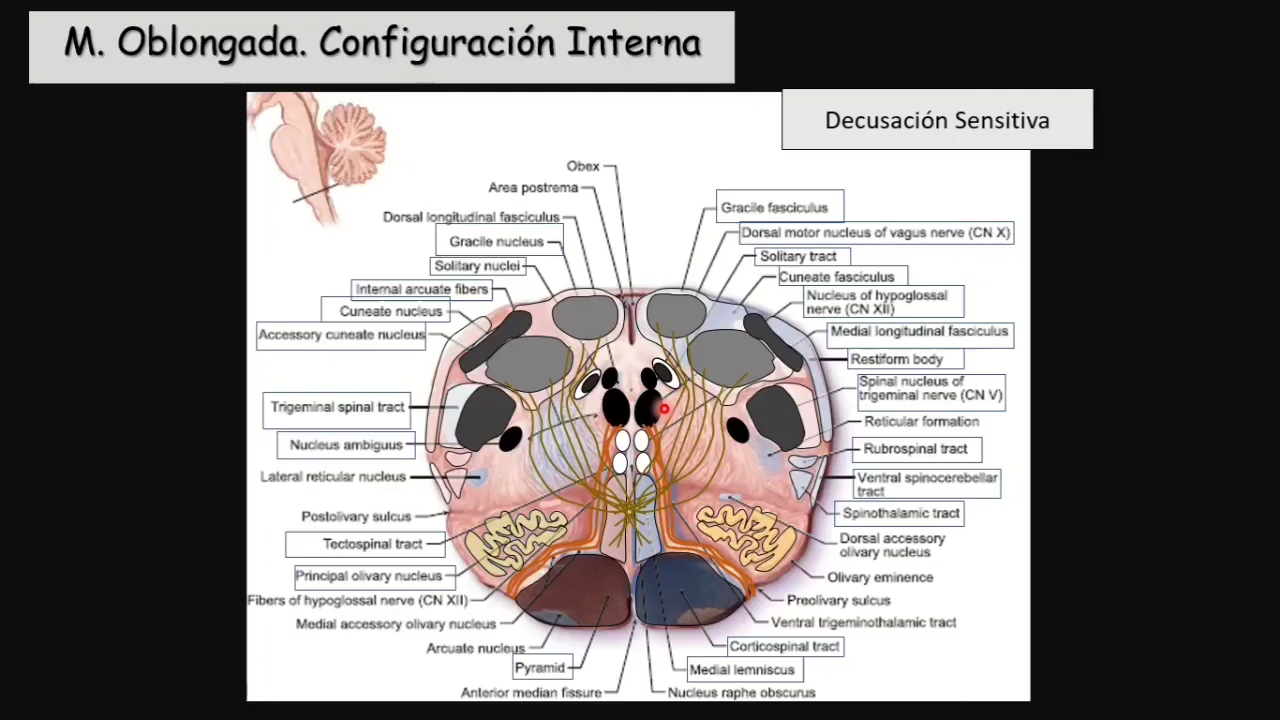 M. Oblongada. Configuración Interna
Decusación Sensitiva
Obex
Area postrema
Dorsal longitudinal fasciculus
Gracile nucleus
Solitary nuclei
Internal arcuate fibers
Cuneate nucleus
Accessory cuneate nucleus
Trigeminal spinal tract
Nucleus ambiguus
Lateral reticular nucleus
Postolivary sulcus
Tectospinal tract
Principal olivary nucleus
Fibers of hypoglossal nerve (CN XII)
Medial accessory olivary nucleus
Arcuate nucleus
Pyramid
Anterior median fissure
Gracile fasciculus
Dorsal motor nucleus of vagus nerve (CN X)
Solitary tract
Cuneate fasciculus
Nucleus of hypoglossal
nerve (CN XII)
Medial longitudinal fasciculus
Restiform body
Spinal nucleus of
trigeminal nerve (CN V)
Reticular formation
Rubrospinal tract
Ventral spinocerebellar
tract
Spinothalamic tract
Dorsal accessory
olivary nucleus
Olivary eminence
Preolivary sulcus
Ventral trigeminothalamic tract
Corticospinal tract
Medial lemniscus
Nucleus raphe obscurus